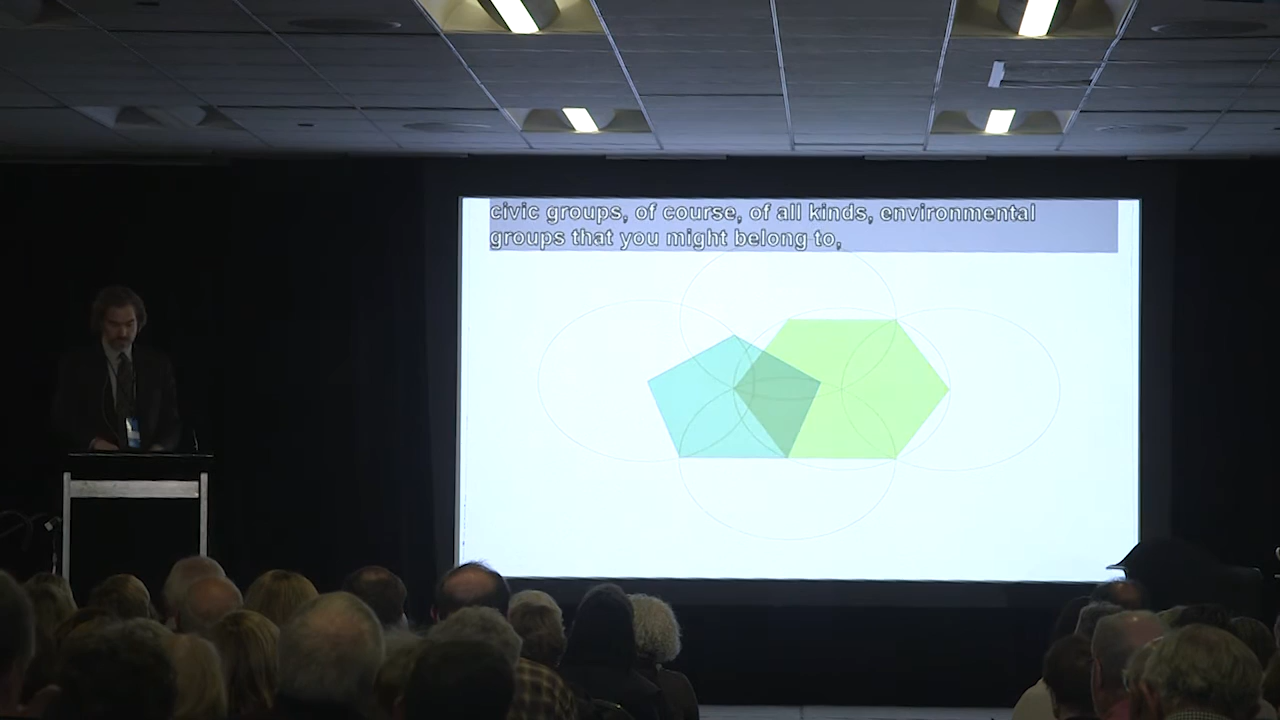 civic groups, of course, of all kinds, environmental
groups that you might belong to,